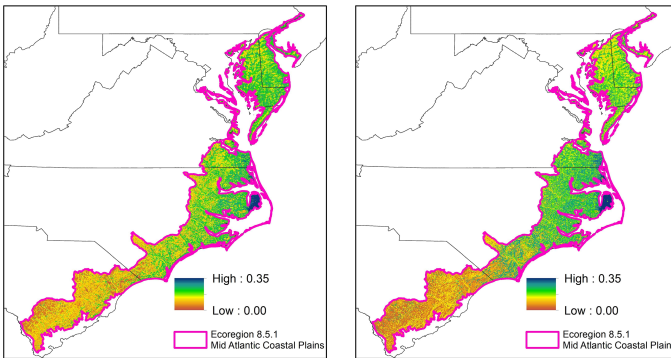 High : 0.35
Low : 0.00
Ecoregion 8.5.1
Mid Atlantic Coastal Plains
High : 0.35
Low : 0.00
Ecoregion 8.5.1
Mid Atlantic Coastal Plains